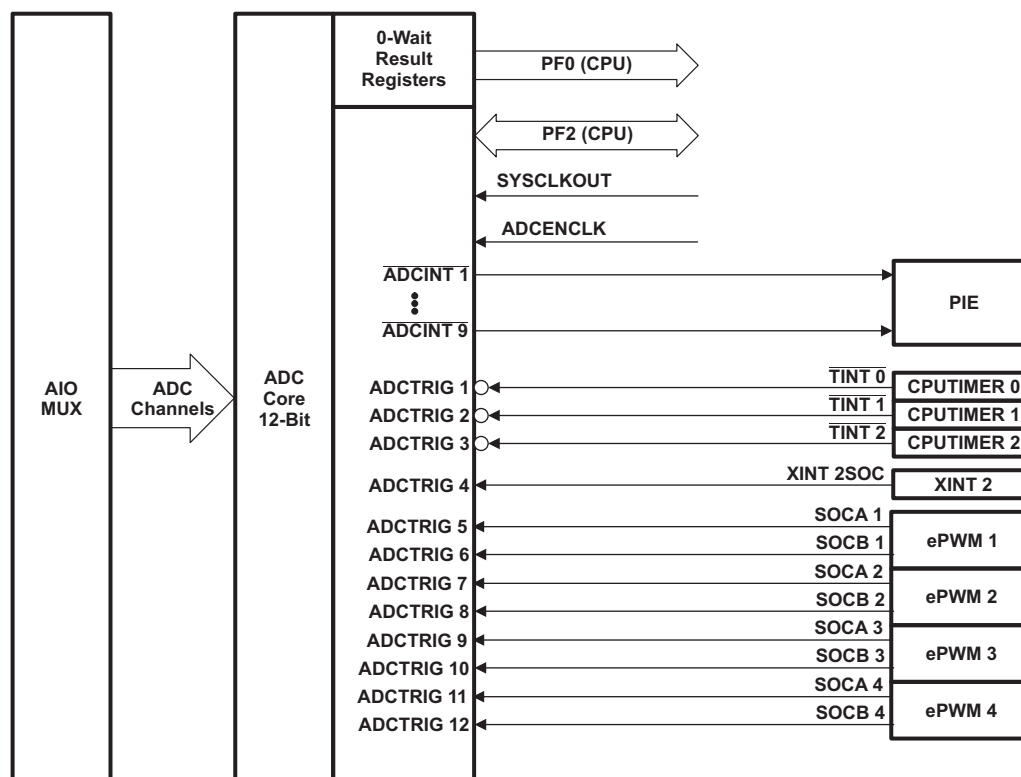 0-Wait
Result
Registers
PF0 (CPU)
PF2 (CPU)
SYSCLKOUT
ADCENCLK
ADCINT 1
PIE
ADCINT 9
AIO
MUX
ADC
Channels
ADC
Core
12-Bit
ADCTRIG 1
TINT 0
CPUTIMER 0
ADCTRIG 2
TINT 1
CPUTIMER 1
ADCTRIG 3
TINT 2
CPUTIMER 2
ADCTRIG 4
XINT 2SOC
XINT 2
ADCTRIG 5
SOCA 1
ePWM 1
ADCTRIG 6
SOCB 1
ADCTRIG 7
SOCA 2
ePWM 2
ADCTRIG 8
SOCB 2
ADCTRIG 9
SOCA 3
ePWM 3
ADCTRIG 10
SOCB 3
ADCTRIG 11
SOCA 4
ePWM 4
ADCTRIG 12
SOCB 4